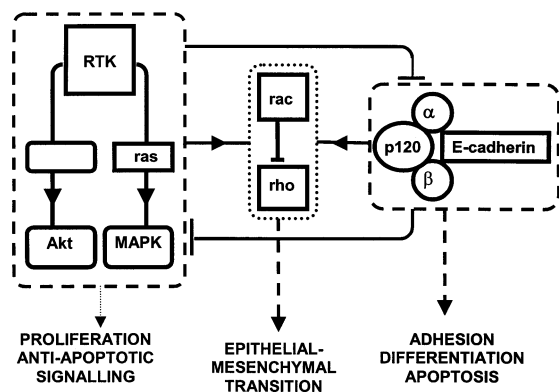 RTK
ras
Akt
MAPK
rac
rho
α
p120
E-cadherin
β
PROLIFERATION
ANTI-APOPTOTIC
SIGNALLING
EPITHELIAL-
MESENCHYMAL
TRANSITION
ADHESION
DIFFERENTIATION
APOPTOSIS